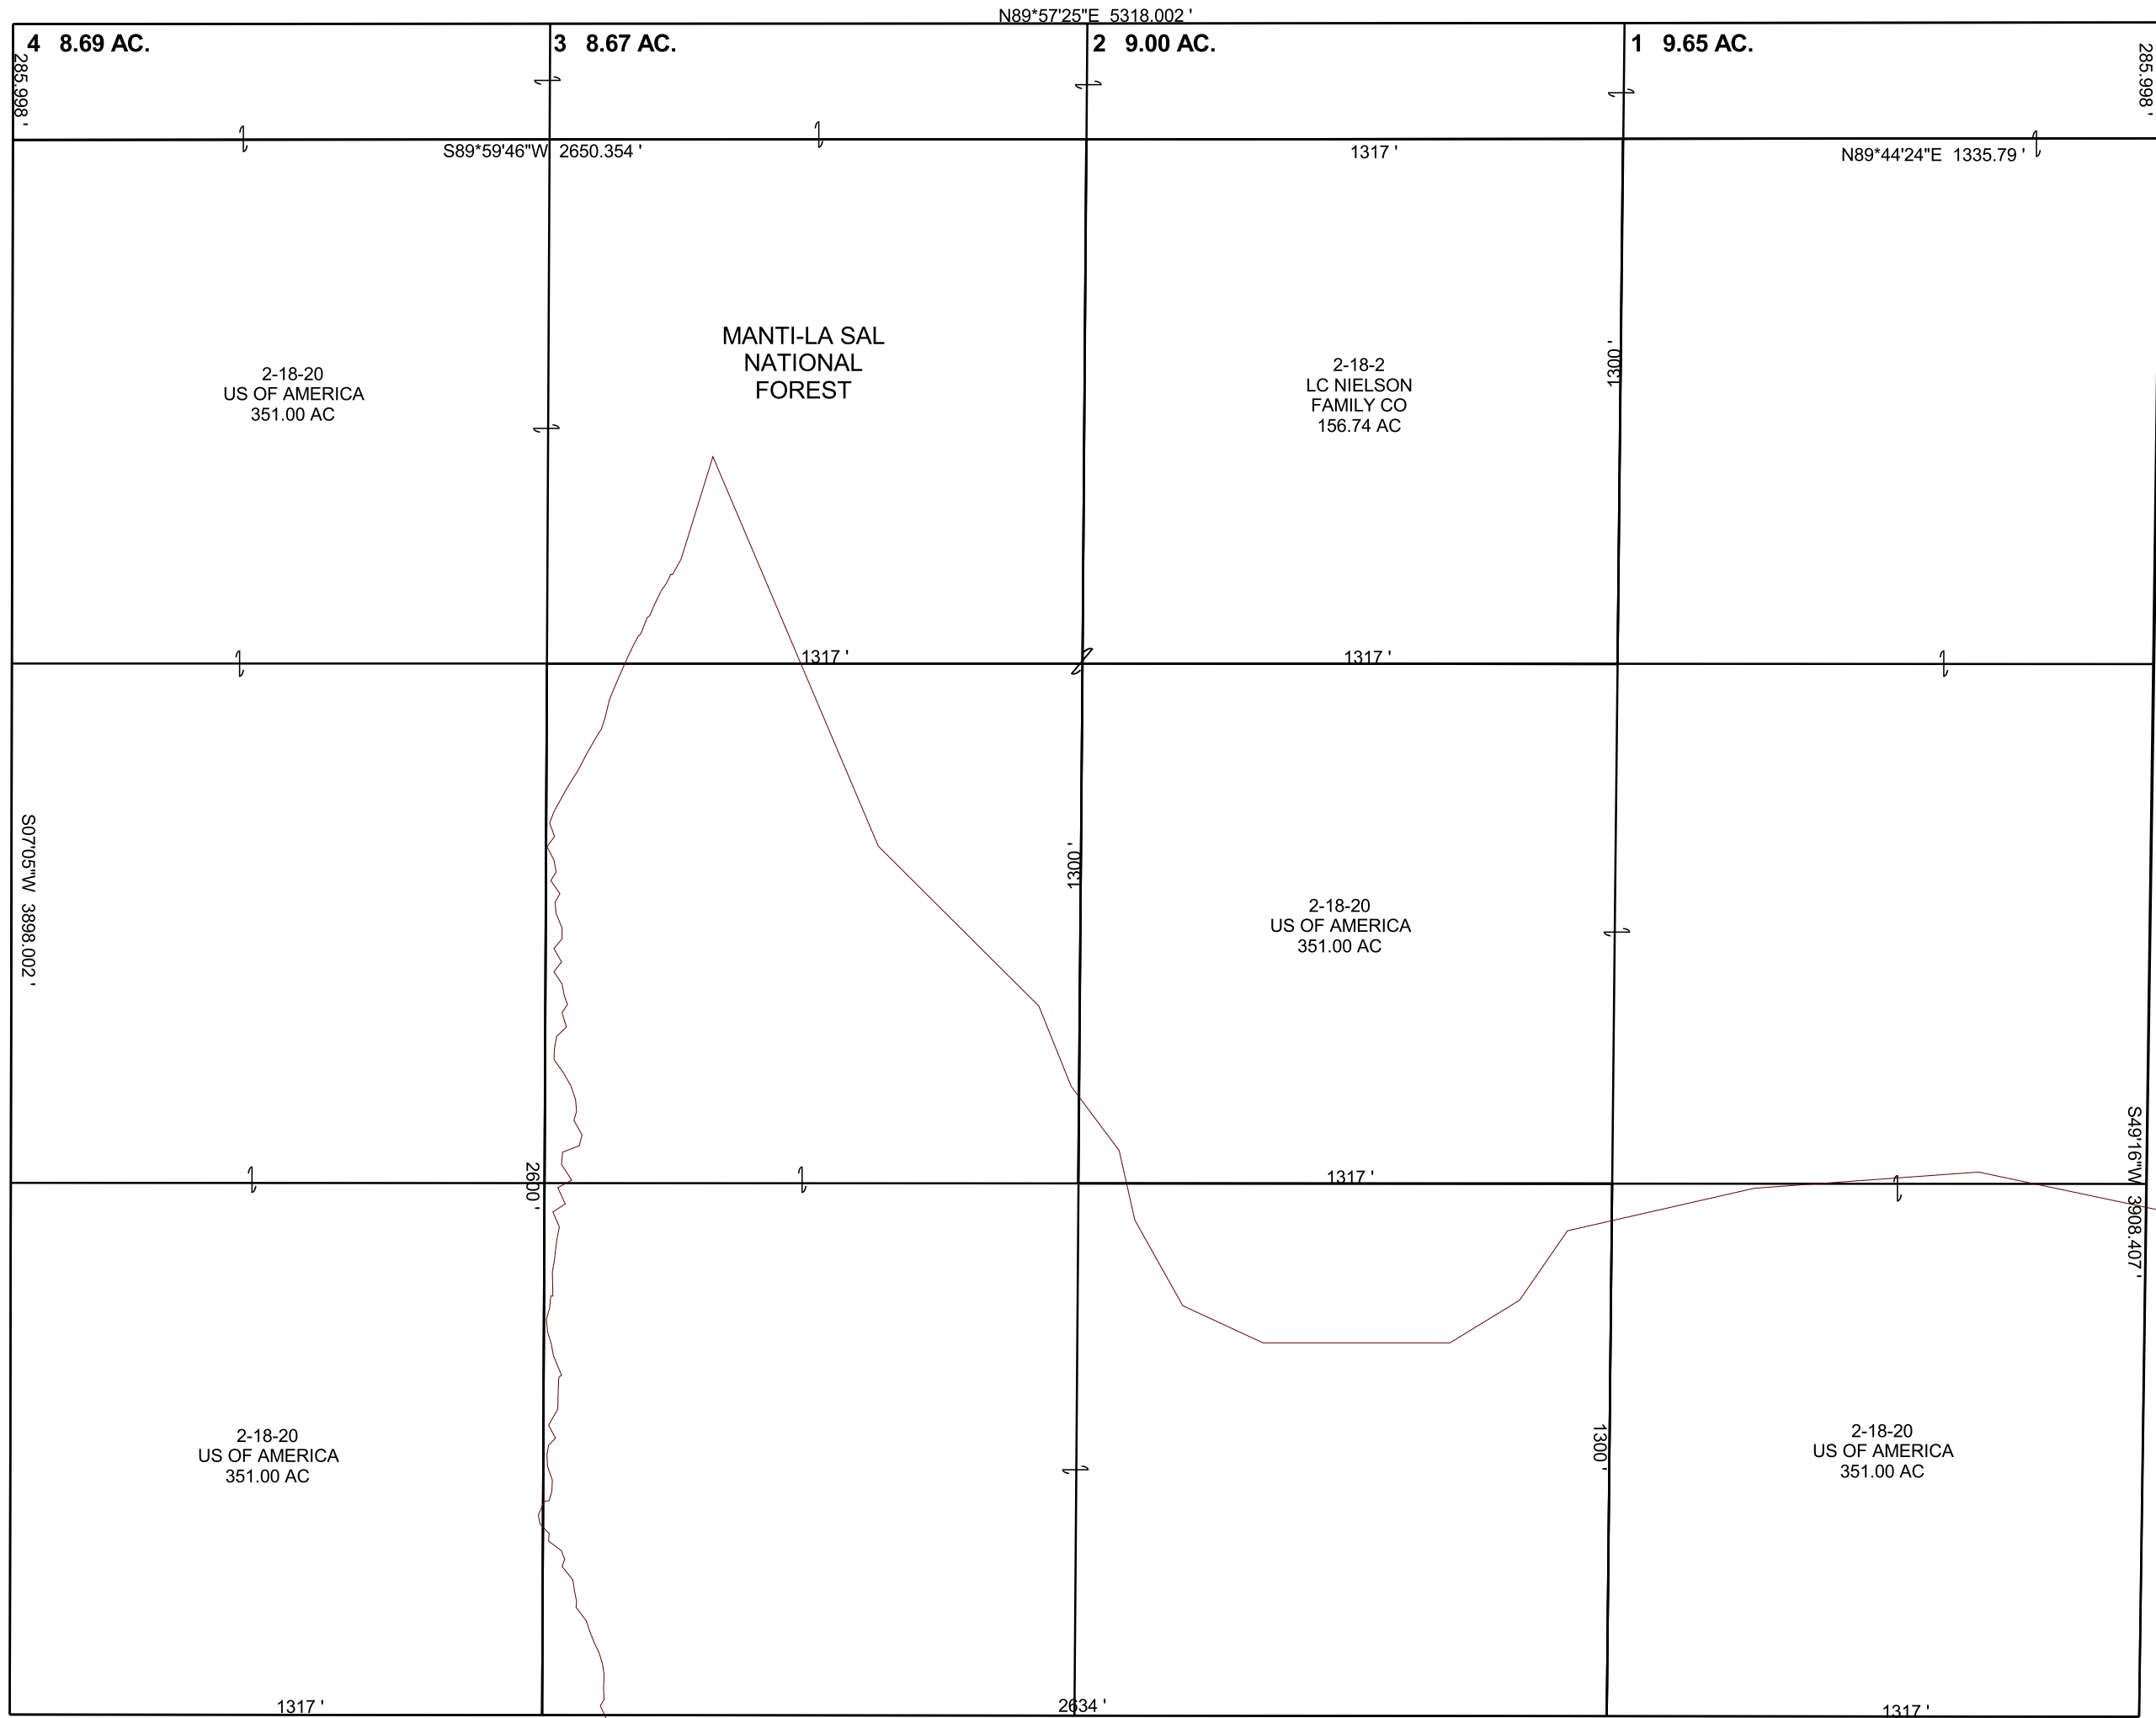 N89*57'25"E 5318.002 '
4 8.69 AC.
3 8.67 AC.
2 9.00 AC.
1 9.65 AC.
285.998 '
285.998 '
S89*59'46"W 2650.354 '
1317 '
N89*44'24"E 1335.79 '
MANTI-LA SAL
NATIONAL
FOREST
2-18-20
US OF AMERICA
351.00 AC
2-18-2
LC NIELSON
FAMILY CO
156.74 AC
1300 '
1317 '
1317 '
S07'05"W 3898.002 '
1300 '
2-18-20
US OF AMERICA
351.00 AC
2600 '
1317 '
S49'16"W 3908.407 '
2-18-20
US OF AMERICA
351.00 AC
1300 '
2-18-20
US OF AMERICA
351.00 AC
1317 '
2634 '
1317 '